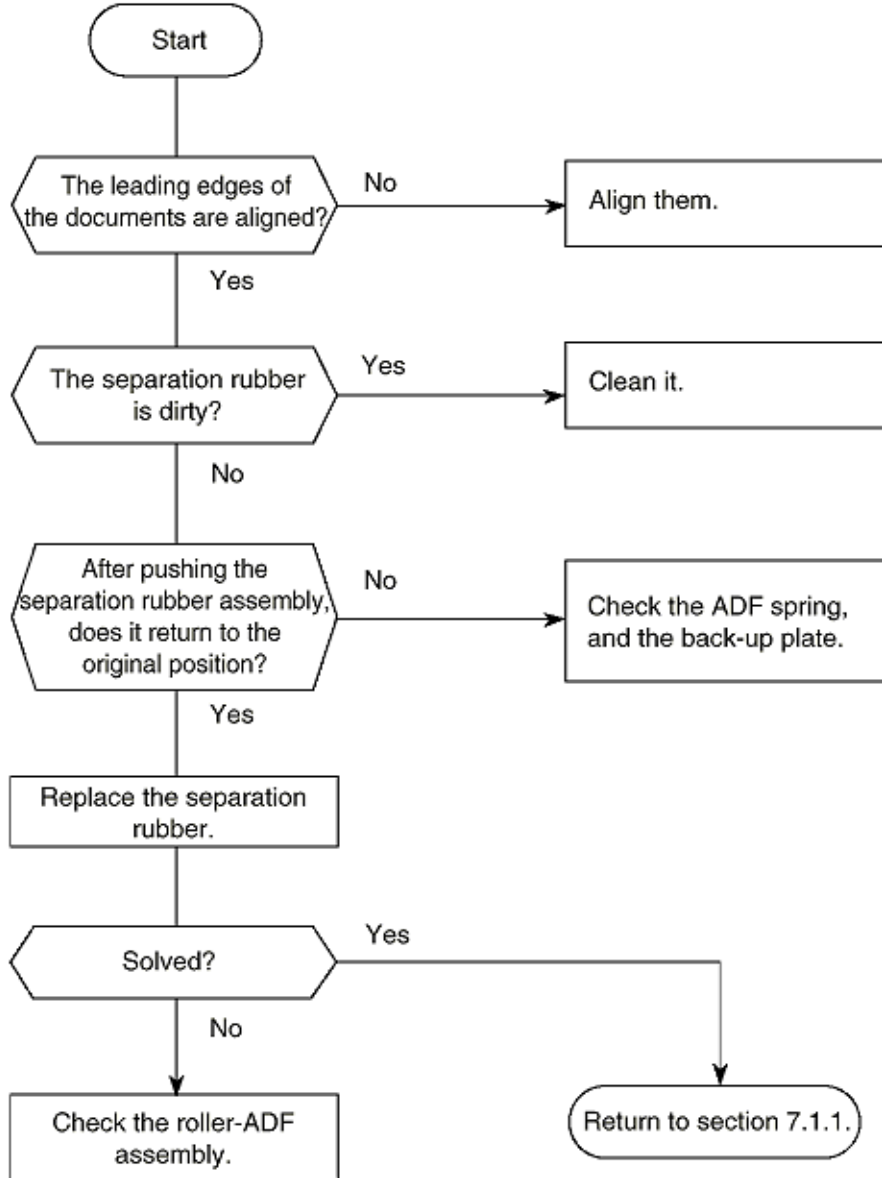 Start
The leading edges of
the documents are aligned?
No
Align them.
Yes
The separation rubber
is dirty?
Yes
Clean it.
No
After pushing the
separation rubber assembly,
does it return to the
original position?
No
Check the ADF spring,
and the back-up plate.
Yes
Replace the separation
rubber.
Solved?
Yes
No
Check the roller-ADF
assembly.
Return to section 7.1.1.